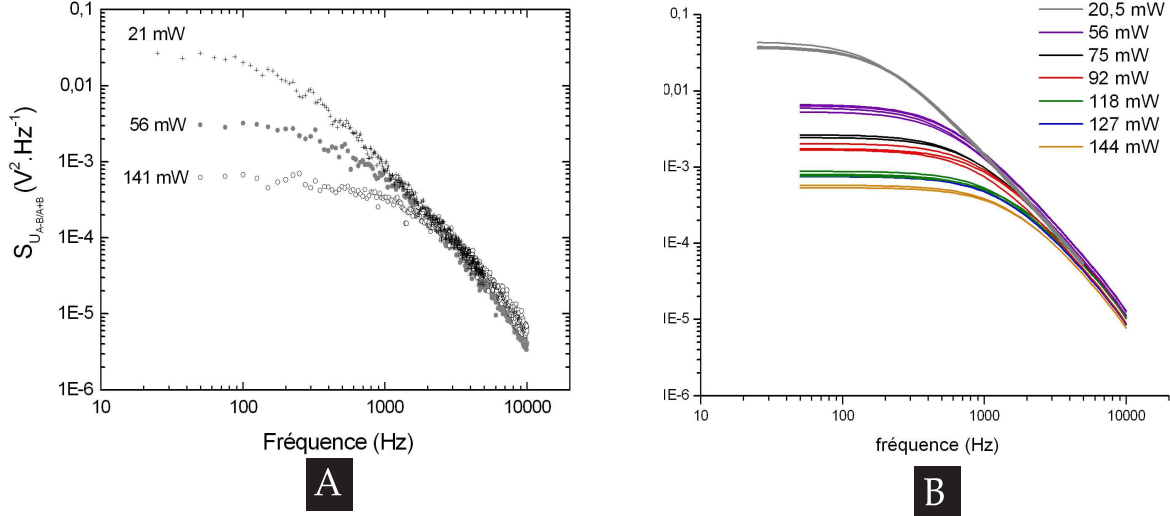 0,1
0,01
1E-3
1E-4
1E-5
1E-6
S_{U_{A-B/A+B}} (V².Hz⁻¹)
21 mW
56 mW
141 mW
10
100
1000
10000
Fréquence (Hz)
A
0,1
0,01
IE-3
IE-4
IE-5
IE-6
10
100
1000
10000
fréquence (Hz)
20,5 mW
56 mW
75 mW
92 mW
118 mW
127 mW
144 mW
B